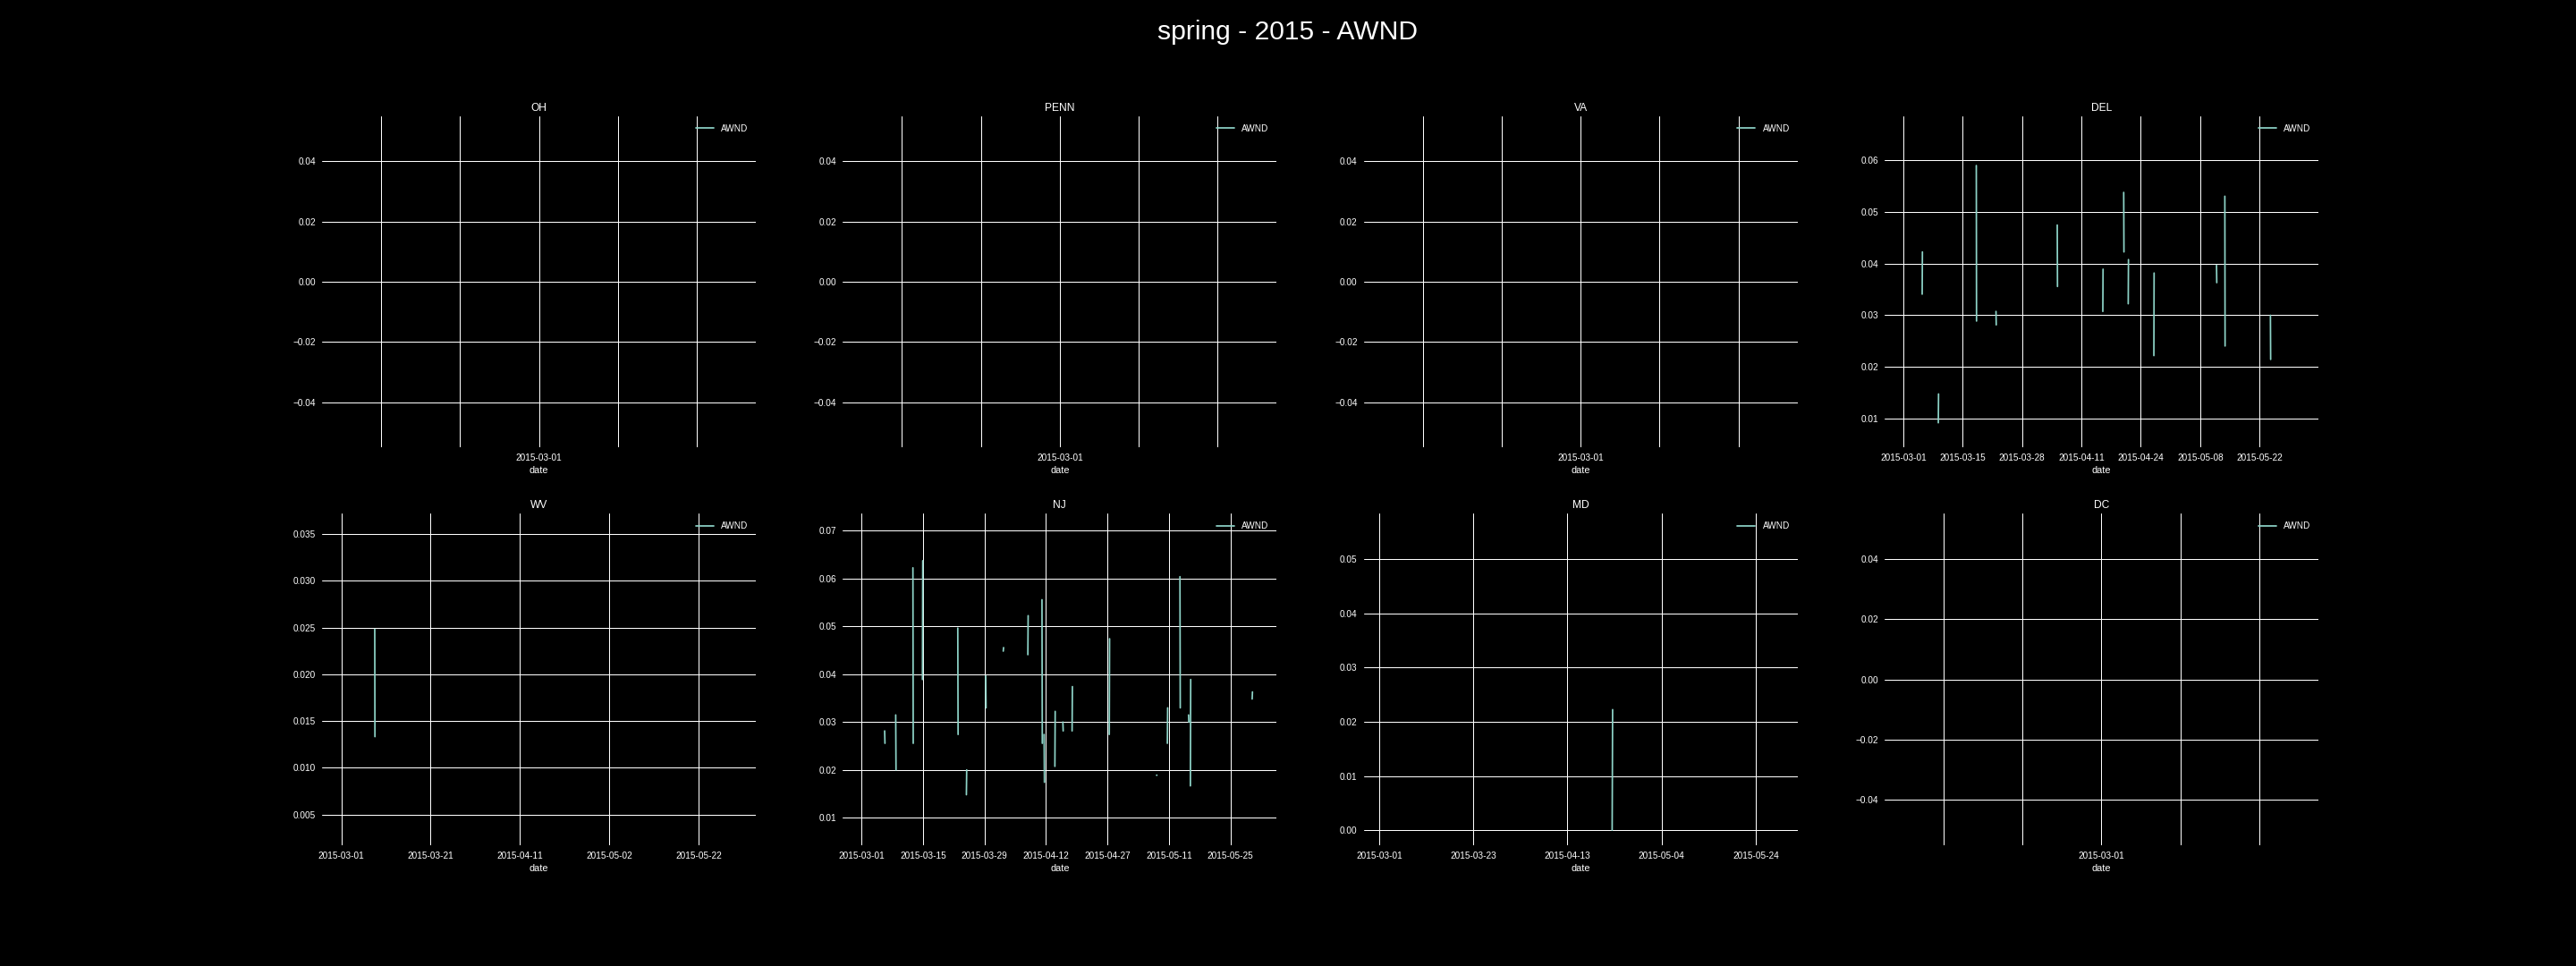 spring - 2015 - AWND
OH
AWND
0.04
0.02
0.00
−0.02
−0.04
2015-03-01
date
PENN
AWND
0.04
0.02
0.00
−0.02
−0.04
2015-03-01
date
VA
AWND
0.04
0.02
0.00
−0.02
−0.04
2015-03-01
date
DEL
AWND
0.06
0.05
0.04
0.03
0.02
0.01
2015-03-01 2015-03-15 2015-03-28 2015-04-11 2015-04-24 2015-05-08 2015-05-22
date
WV
AWND
0.035
0.030
0.025
0.020
0.015
0.010
0.005
2015-03-01 2015-03-21 2015-04-11 2015-05-02 2015-05-22
date
NJ
AWND
0.07
0.06
0.05
0.04
0.03
0.02
0.01
2015-03-01 2015-03-15 2015-03-29 2015-04-12 2015-04-27 2015-05-11 2015-05-25
date
MD
AWND
0.05
0.04
0.03
0.02
0.01
0.00
2015-03-01 2015-03-23 2015-04-13 2015-05-04 2015-05-24
date
DC
AWND
0.04
0.02
0.00
−0.02
−0.04
2015-03-01
date